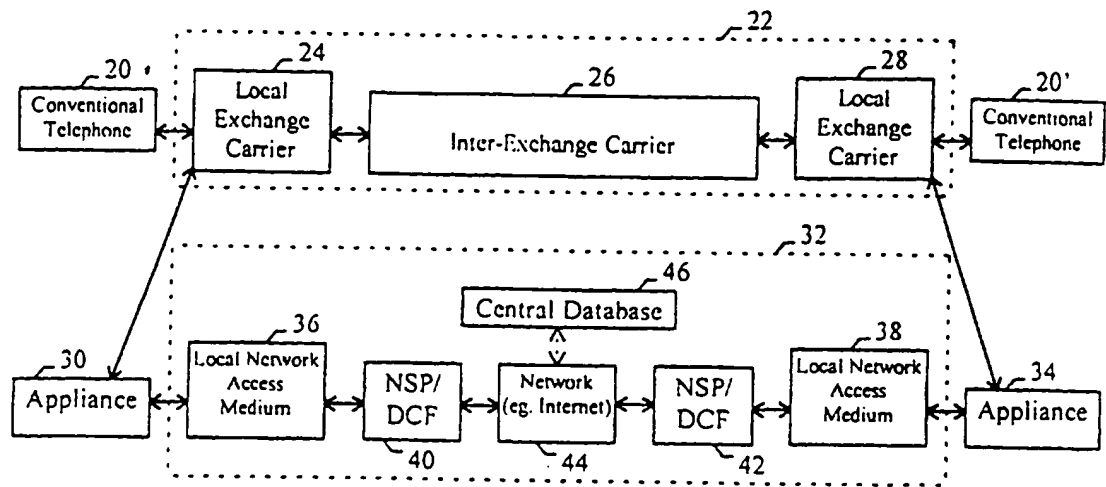 22
24
28
20
26
20'
Conventional
Telephone
Local
Exchange
Carrier
Inter-Exchange Carrier
Local
Exchange
Carrier
Conventional
Telephone
32
46
Central Database
36
38
30
34
Appliance
Local Network
Access
Medium
NSP/
DCF
Network
(eg. Internet)
NSP/
DCF
Local Network
Access
Medium
Appliance
40
44
42